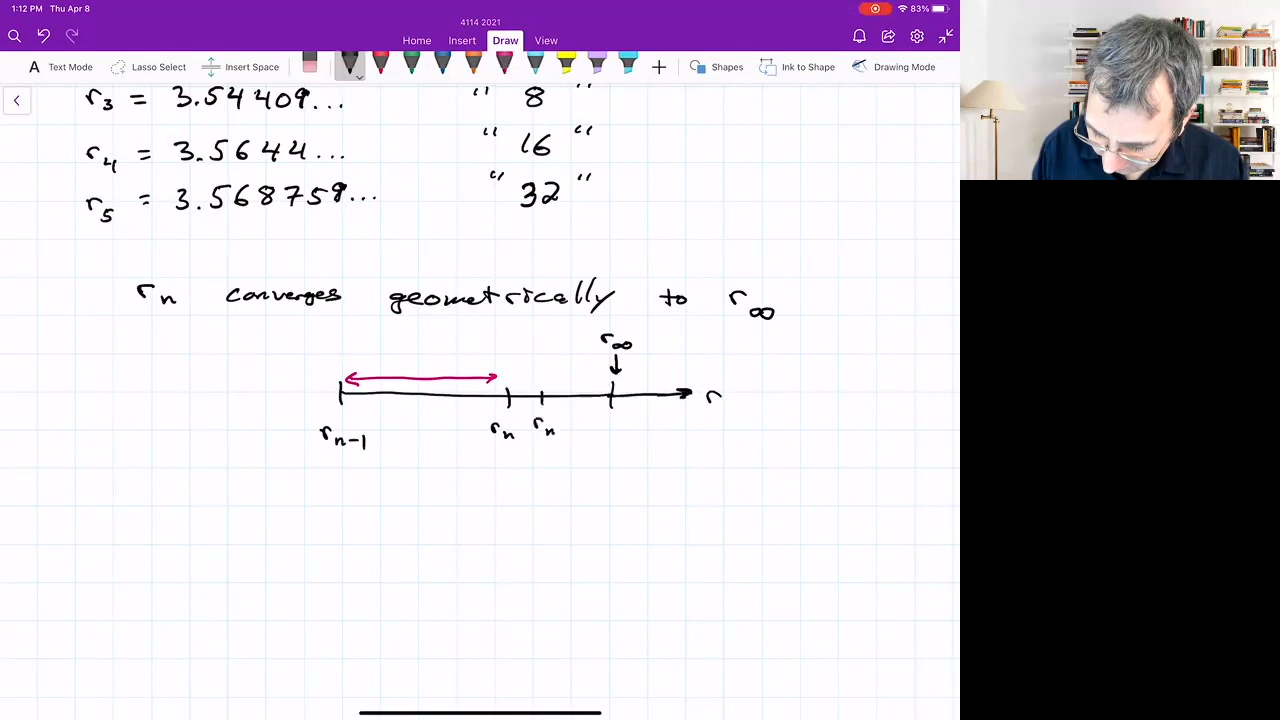 1:12 PM Thu Apr 8
83%
4114 2021
Home Insert Draw View
A Text Mode Lasso Select Insert Space Shapes Ink to Shape Drawing Mode
r3 = 3.54409... " 8 "
r4 = 3.5644... " 16 "
r5 = 3.568759... " 32 "
rn converges geometrically to r∞
r∞
r
rn-1 rn rn